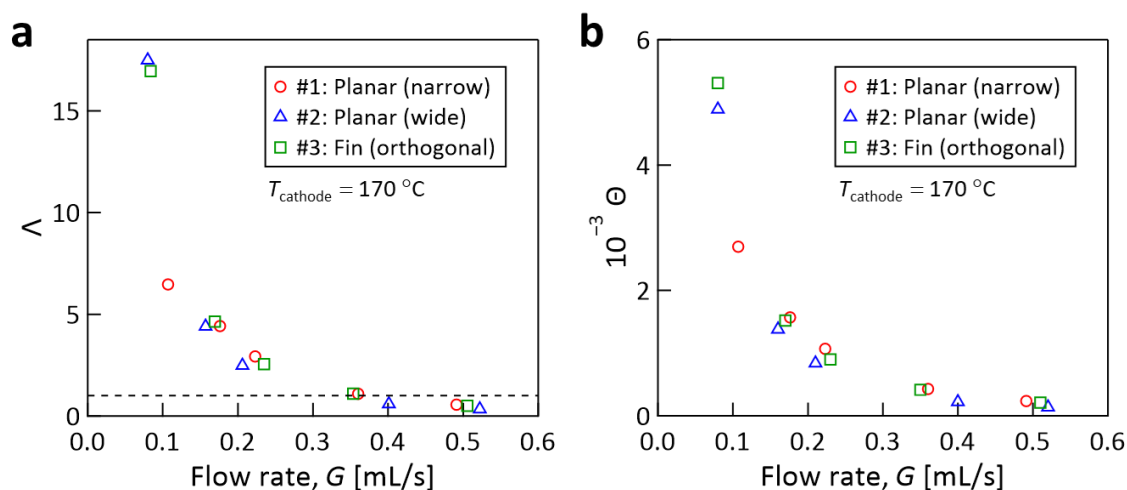 a
15
10
5
0
Λ
#1: Planar (narrow)
#2: Planar (wide)
#3: Fin (orthogonal)
Tcathode = 170 °C
0.0 0.1 0.2 0.3 0.4 0.5 0.6
Flow rate, G [mL/s]
b
6
4
2
0
10⁻³ Θ
#1: Planar (narrow)
#2: Planar (wide)
#3: Fin (orthogonal)
Tcathode = 170 °C
0.0 0.1 0.2 0.3 0.4 0.5 0.6
Flow rate, G [mL/s]